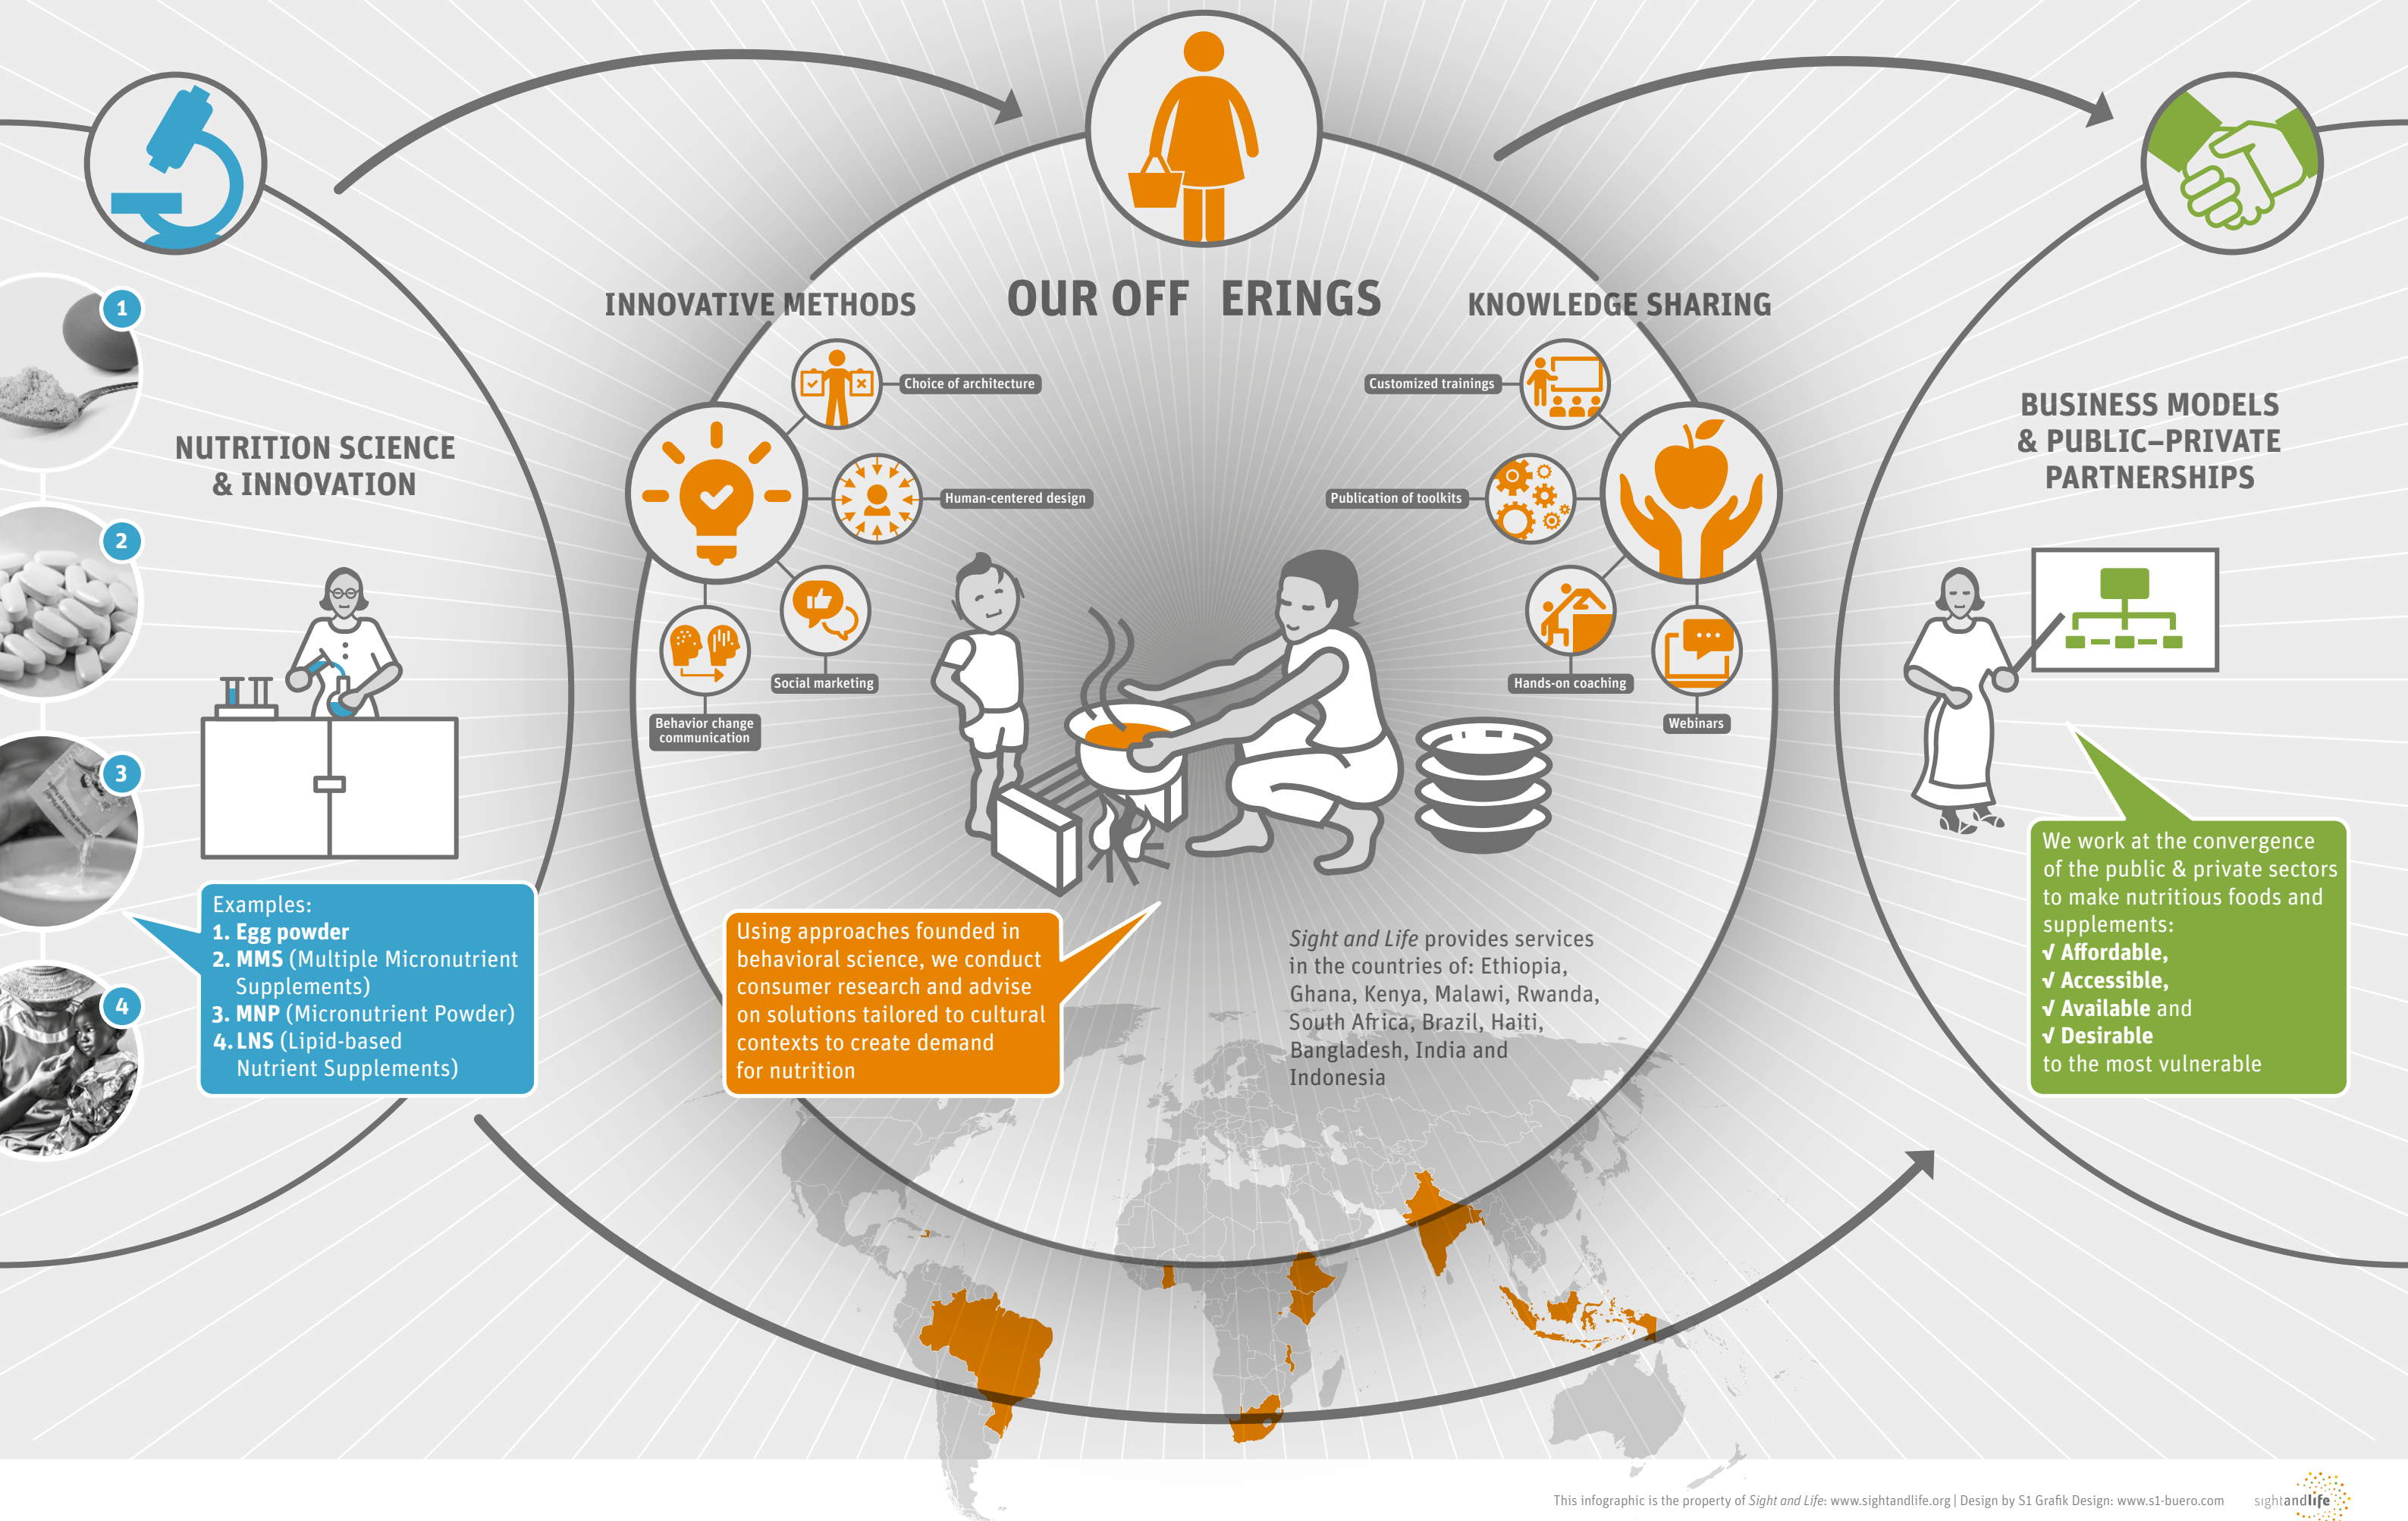 OUR OFF ERINGS
INNOVATIVE METHODS
KNOWLEDGE SHARING
1
2
3
4
NUTRITION SCIENCE
& INNOVATION
Examples:
1. Egg powder
2. MMS (Multiple Micronutrient
Supplements)
3. MNP (Micronutrient Powder)
4. LNS (Lipid-based
Nutrient Supplements)
Choice of architecture
Human-centered design
Social marketing
Behavior change
communication
Customized trainings
Publication of toolkits
Hands-on coaching
Webinars
Using approaches founded in
behavioral science, we conduct
consumer research and advise
on solutions tailored to cultural
contexts to create demand
for nutrition
Sight and Life provides services
in the countries of: Ethiopia,
Ghana, Kenya, Malawi, Rwanda,
South Africa, Brazil, Haiti,
Bangladesh, India and
Indonesia
BUSINESS MODELS
& PUBLIC–PRIVATE
PARTNERSHIPS
We work at the convergence
of the public & private sectors
to make nutritious foods and
supplements:
√ Affordable,
√ Accessible,
√ Available and
√ Desirable
to the most vulnerable
This infographic is the property of Sight and Life: www.sightandlife.org | Design by S1 Grafik Design: www.s1-buero.com
sightandlife